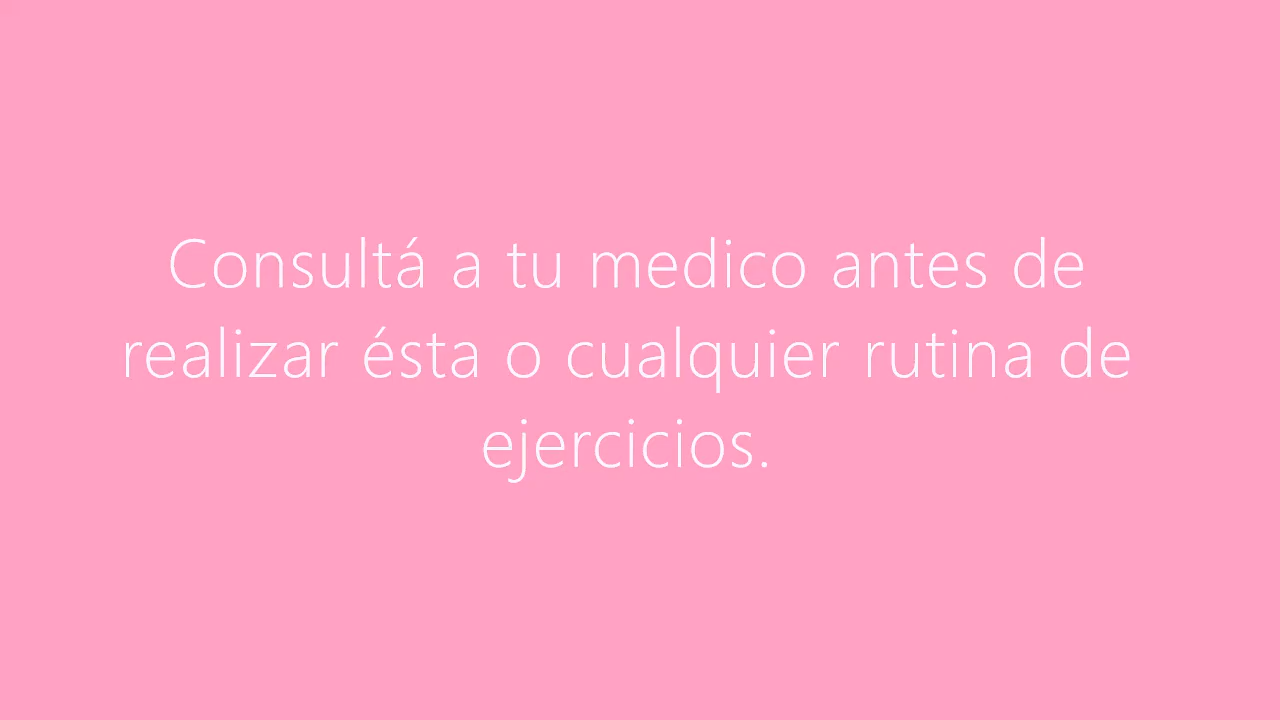 Consultá a tu medico antes de
realizar ésta o cualquier rutina de
ejercicios.